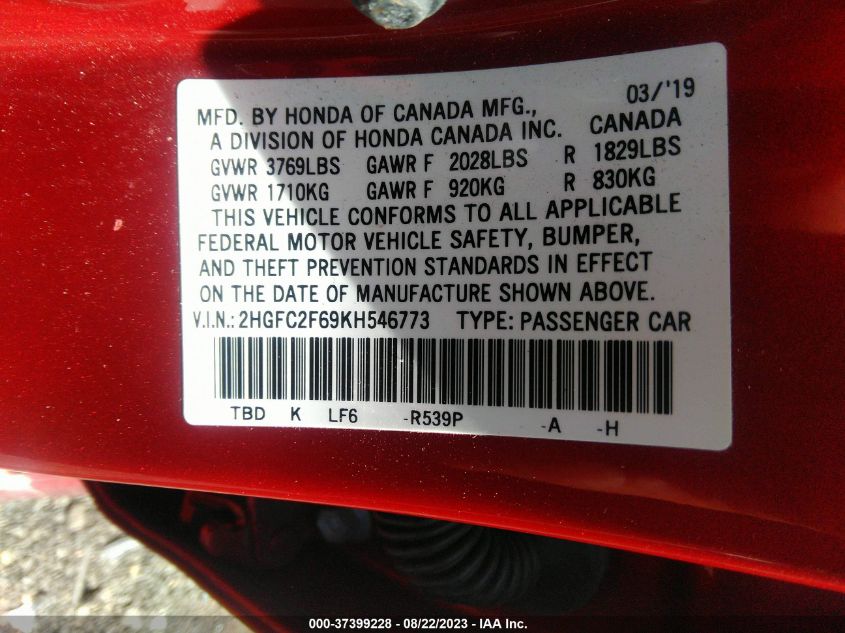 03/'19
MFD. BY HONDA OF CANADA MFG.,
A DIVISION OF HONDA CANADA INC. CANADA
GVWR 3769LBS GAWR F 2028LBS R 1829LBS
GVWR 1710KG GAWR F 920KG R 830KG
THIS VEHICLE CONFORMS TO ALL APPLICABLE
FEDERAL MOTOR VEHICLE SAFETY, BUMPER,
AND THEFT PREVENTION STANDARDS IN EFFECT
ON THE DATE OF MANUFACTURE SHOWN ABOVE.
V.I.N.: 2HGFC2F69KH546773 TYPE: PASSENGER CAR
TBD K LF6 -R539P -A -H
000-37399228 - 08/22/2023 - IAA Inc.